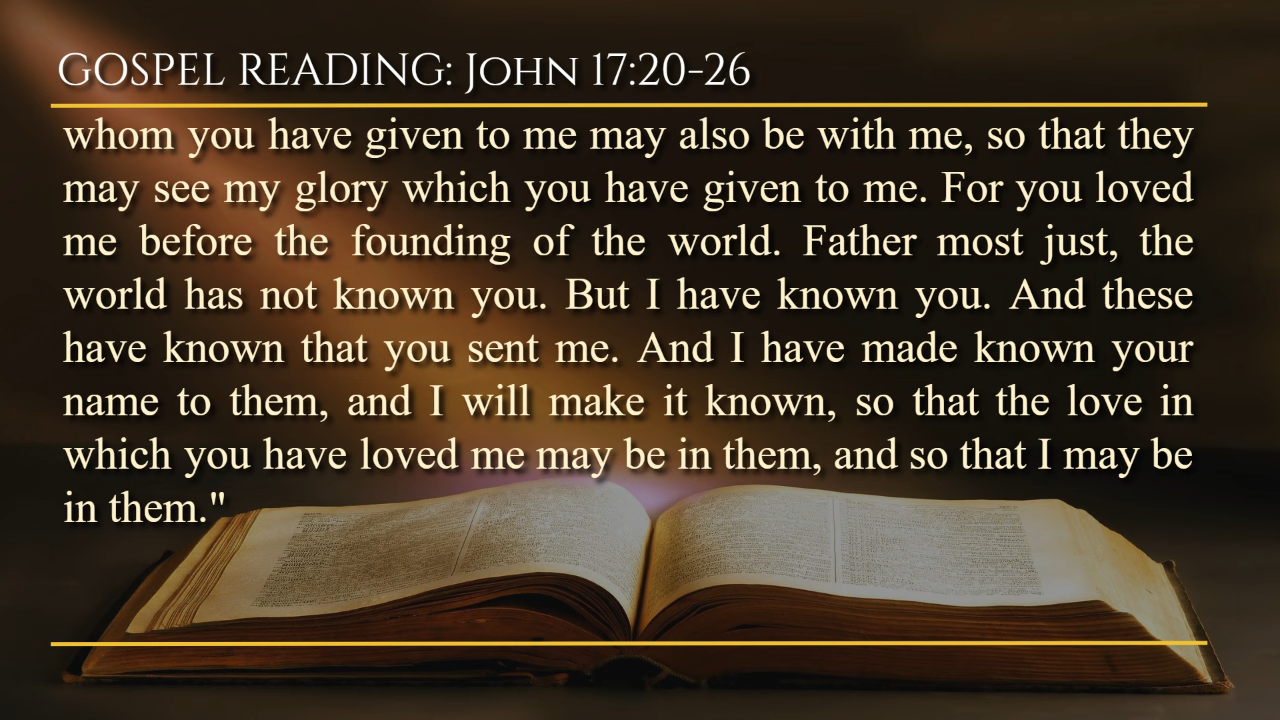 GOSPEL READING: JOHN 17:20-26
whom you have given to me may also be with me, so that they
may see my glory which you have given to me. For you loved
me before the founding of the world. Father most just, the
world has not known you. But I have known you. And these
have known that you sent me. And I have made known your
name to them, and I will make it known, so that the love in
which you have loved me may be in them, and so that I may be
in them."